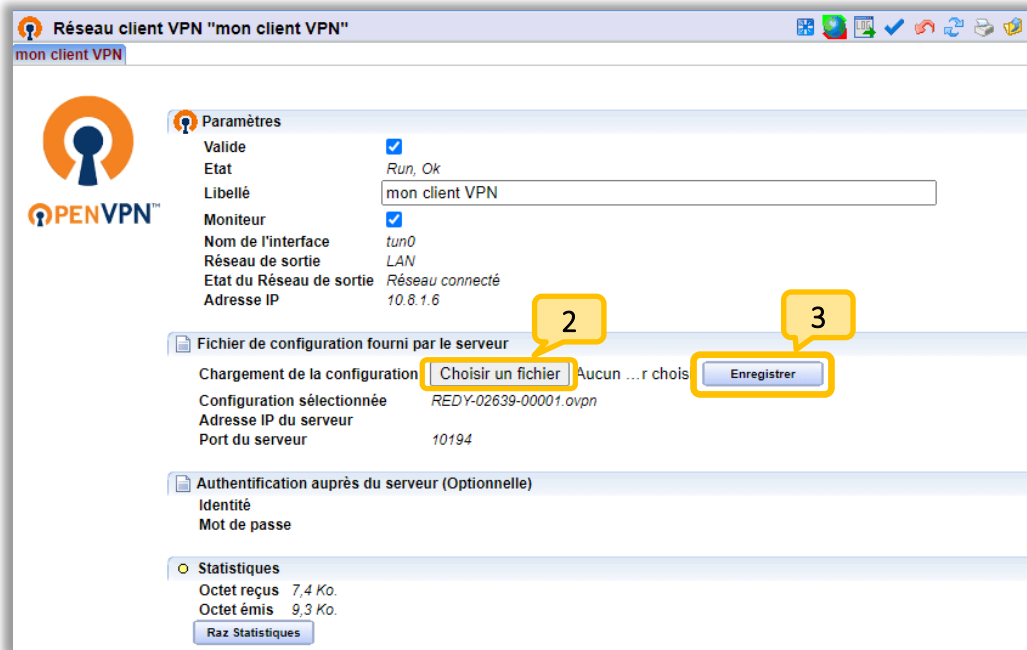 Réseau client VPN "mon client VPN"
mon client VPN
OPENVPN™
Paramètres
Valide
Etat Run, Ok
Libellé mon client VPN
Moniteur
Nom de l'interface tun0
Réseau de sortie LAN
Etat du Réseau de sortie Réseau connecté
Adresse IP 10.8.1.6
2
3
Fichier de configuration fourni par le serveur
Chargement de la configuration Choisir un fichier Aucun ...r chois Enregistrer
Configuration sélectionnée REDY-02639-00001.ovpn
Adresse IP du serveur
Port du serveur 10194
Authentification auprès du serveur (Optionnelle)
Identité
Mot de passe
Statistiques
Octet reçus 7,4 Ko.
Octet émis 9,3 Ko.
Raz Statistiques